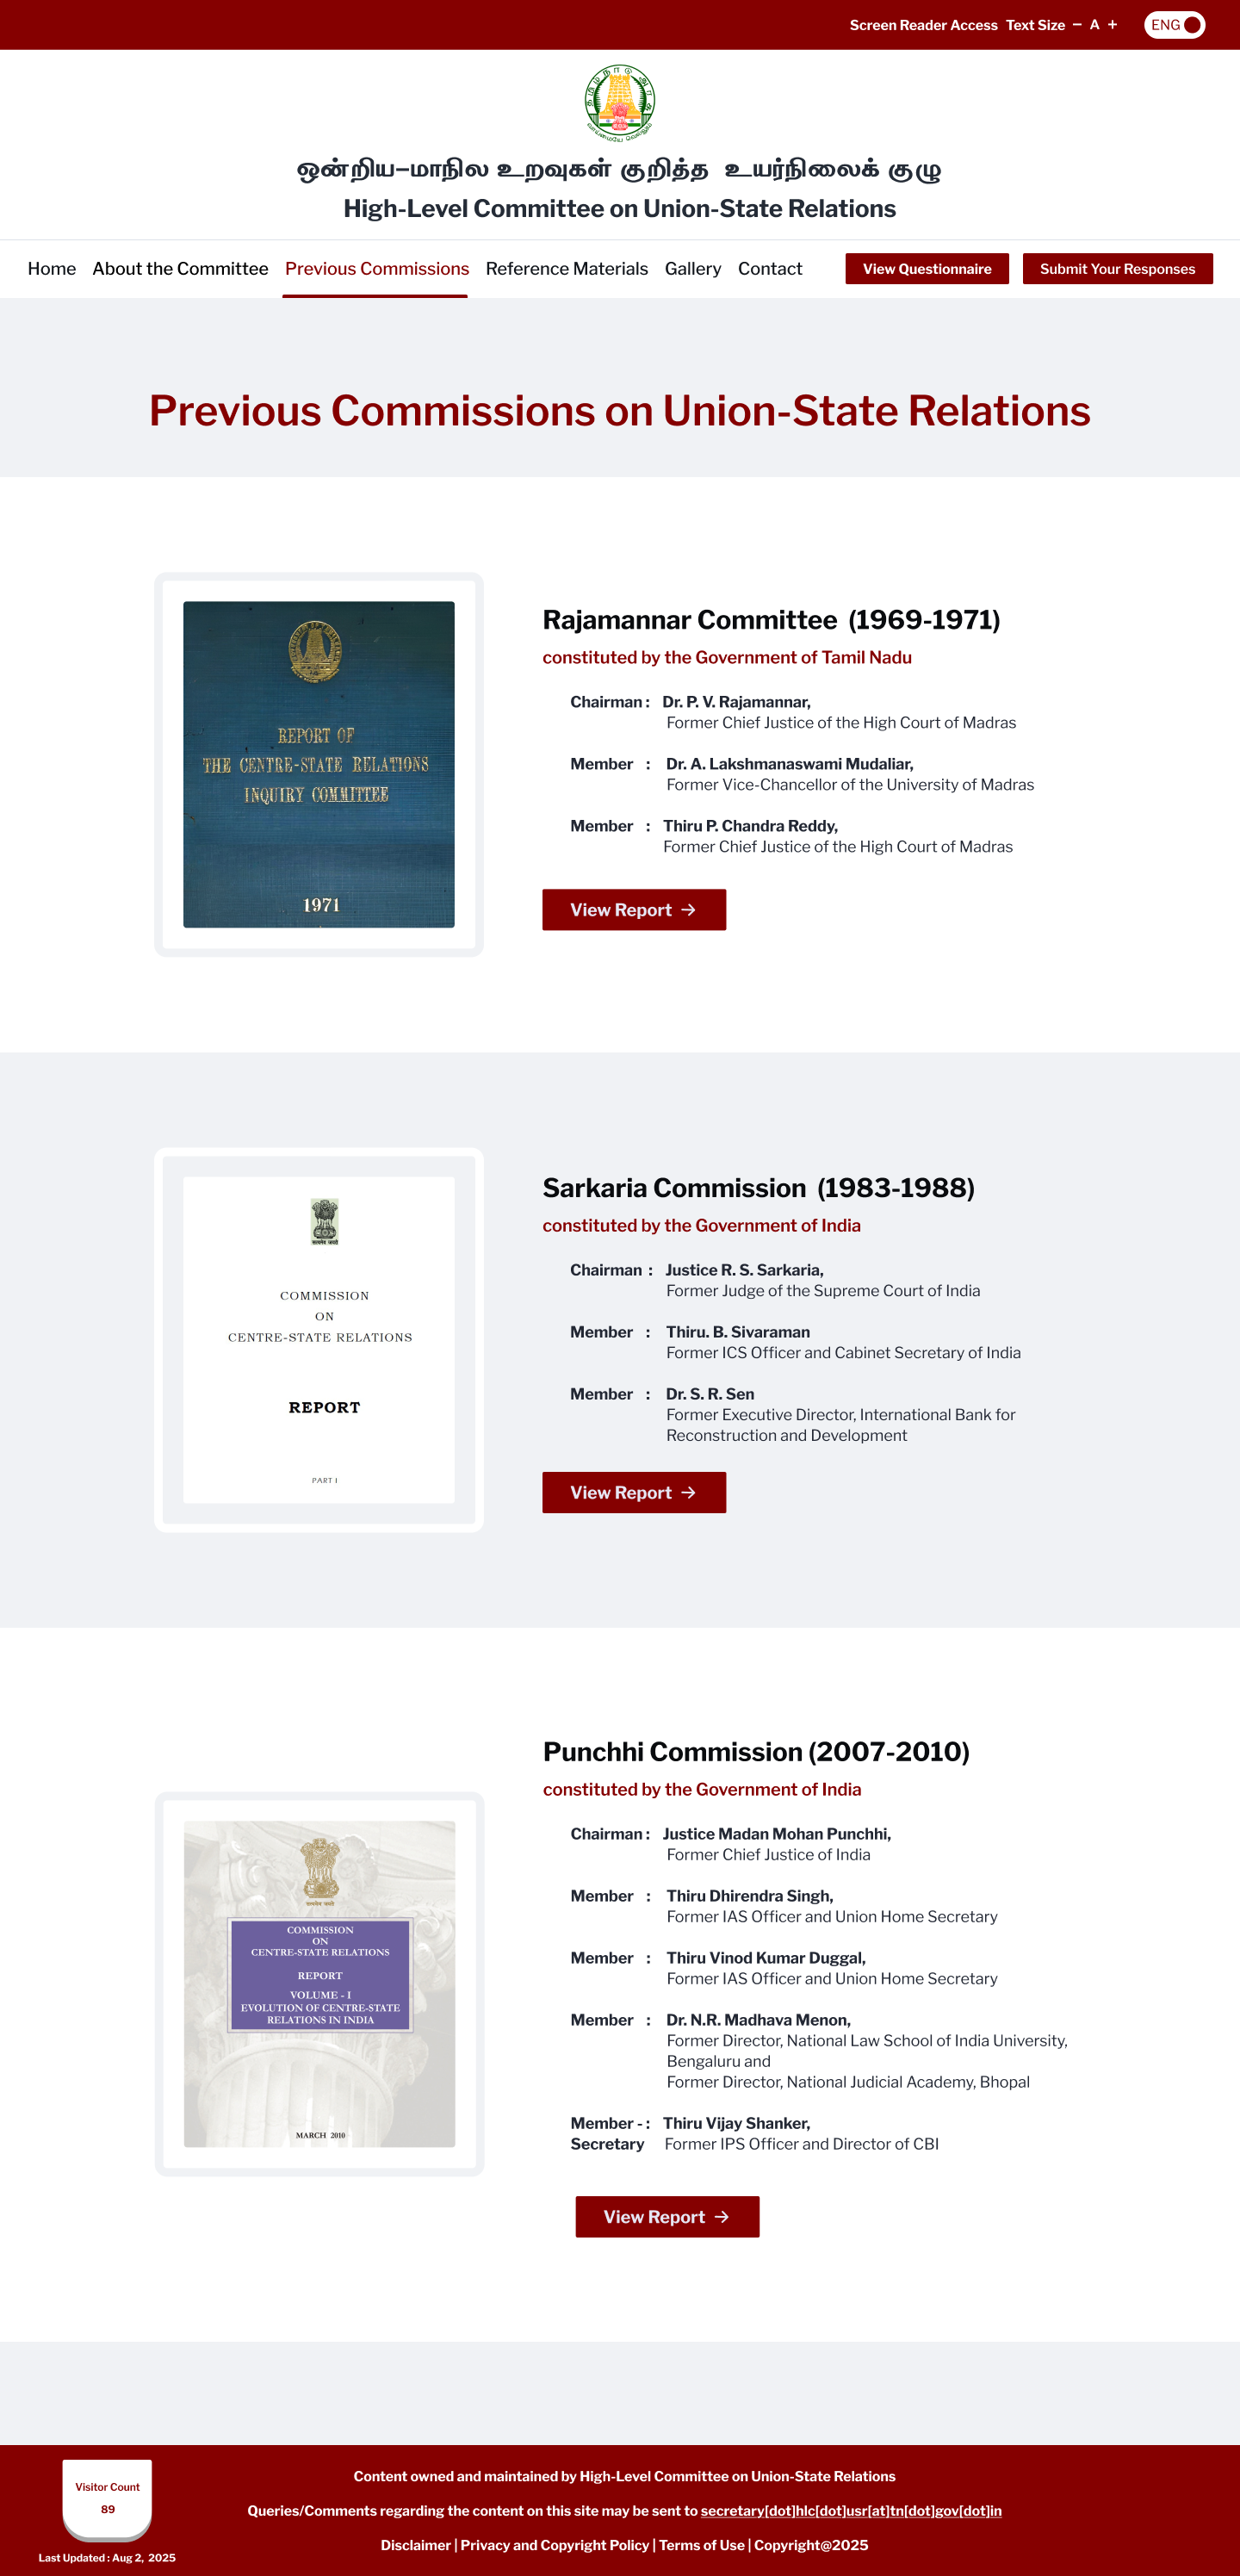 Screen Reader Access Text Size − A + ENG
தமிழ்நாடு அரசு
வாய்மையே வெல்லும்
ஒன்றிய–மாநில உறவுகள் குறித்த உயர்நிலைக் குழு
High-Level Committee on Union-State Relations
Home About the Committee Previous Commissions Reference Materials Gallery Contact View Questionnaire Submit Your Responses
Previous Commissions on Union-State Relations
REPORT OF
THE CENTRE-STATE RELATIONS
INQUIRY COMMITTEE
1971
Rajamannar Committee (1969-1971)
constituted by the Government of Tamil Nadu
Chairman : Dr. P. V. Rajamannar,
Former Chief Justice of the High Court of Madras
Member : Dr. A. Lakshmanaswami Mudaliar,
Former Vice-Chancellor of the University of Madras
Member : Thiru P. Chandra Reddy,
Former Chief Justice of the High Court of Madras
View Report →
सत्यमेव जयते
COMMISSION
ON
CENTRE-STATE RELATIONS
REPORT
PART I
Sarkaria Commission (1983-1988)
constituted by the Government of India
Chairman : Justice R. S. Sarkaria,
Former Judge of the Supreme Court of India
Member : Thiru. B. Sivaraman
Former ICS Officer and Cabinet Secretary of India
Member : Dr. S. R. Sen
Former Executive Director, International Bank for
Reconstruction and Development
View Report →
सत्यमेव जयते
COMMISSION
ON
CENTRE-STATE RELATIONS
REPORT
VOLUME - I
EVOLUTION OF CENTRE-STATE
RELATIONS IN INDIA
MARCH 2010
Punchhi Commission (2007-2010)
constituted by the Government of India
Chairman : Justice Madan Mohan Punchhi,
Former Chief Justice of India
Member : Thiru Dhirendra Singh,
Former IAS Officer and Union Home Secretary
Member : Thiru Vinod Kumar Duggal,
Former IAS Officer and Union Home Secretary
Member : Dr. N.R. Madhava Menon,
Former Director, National Law School of India University,
Bengaluru and
Former Director, National Judicial Academy, Bhopal
Member - : Thiru Vijay Shanker,
Secretary Former IPS Officer and Director of CBI
View Report →
Visitor Count
89
Last Updated : Aug 2, 2025
Content owned and maintained by High-Level Committee on Union-State Relations
Queries/Comments regarding the content on this site may be sent to secretary[dot]hlc[dot]usr[at]tn[dot]gov[dot]in
Disclaimer | Privacy and Copyright Policy | Terms of Use | Copyright@2025